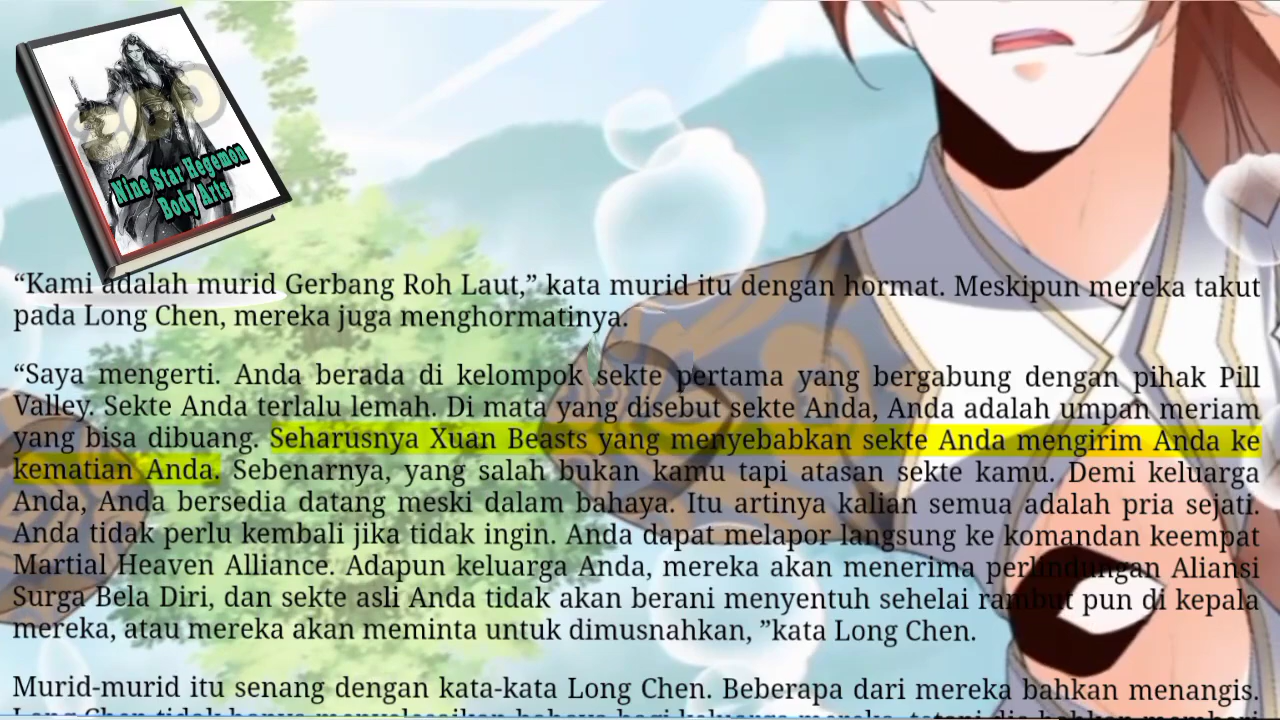 Nine Star Hegemon
Body Arts
“Kami adalah murid Gerbang Roh Laut,” kata murid itu dengan hormat. Meskipun mereka takut
pada Long Chen, mereka juga menghormatinya.
“Saya mengerti. Anda berada di kelompok sekte pertama yang bergabung dengan pihak Pill
Valley. Sekte Anda terlalu lemah. Di mata yang disebut sekte Anda, Anda adalah umpan meriam
yang bisa dibuang. Seharusnya Xuan Beasts yang menyebabkan sekte Anda mengirim Anda ke
kematian Anda. Sebenarnya, yang salah bukan kamu tapi atasan sekte kamu. Demi keluarga
Anda, Anda bersedia datang meski dalam bahaya. Itu artinya kalian semua adalah pria sejati.
Anda tidak perlu kembali jika tidak ingin. Anda dapat melapor langsung ke komandan keempat
Martial Heaven Alliance. Adapun keluarga Anda, mereka akan menerima perlindungan Aliansi
Surga Bela Diri, dan sekte asli Anda tidak akan berani menyentuh sehelai rambut pun di kepala
mereka, atau mereka akan meminta untuk dimusnahkan, ”kata Long Chen.
Murid-murid itu senang dengan kata-kata Long Chen. Beberapa dari mereka bahkan menangis.